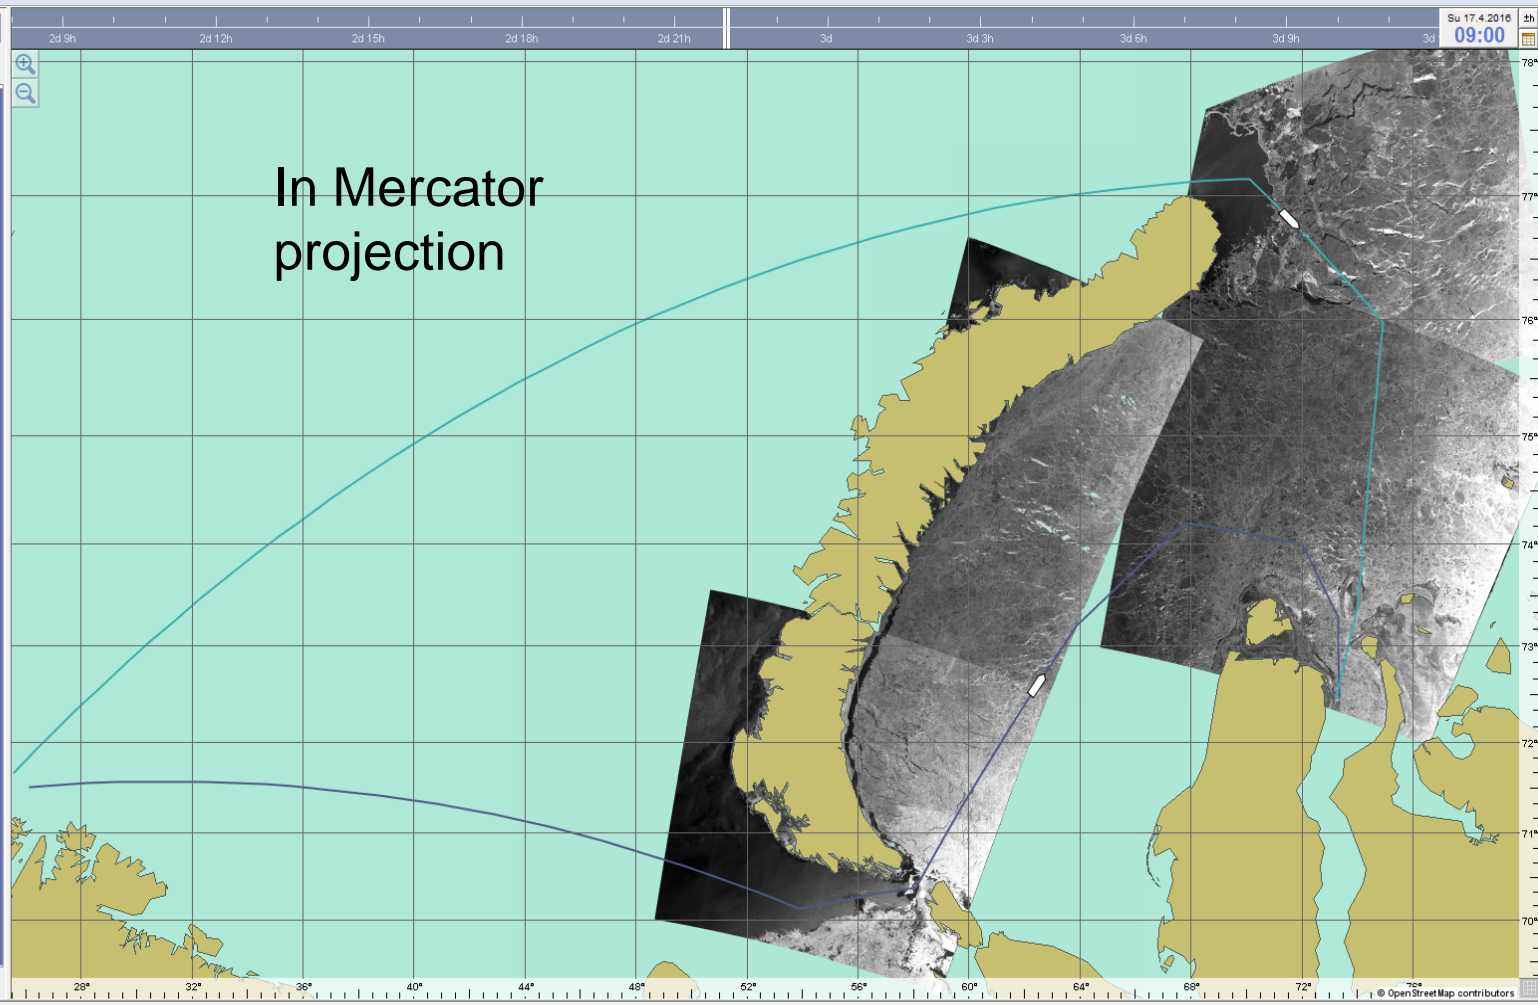 2d 9h 2d 12h 2d 15h 2d 18h 2d 21h 3d 3d 3h 3d 6h 3d 9h 3d
Su 17.4.2016 ±h
09:00
78°
In Mercator
projection
77°
76°
75°
74°
73°
72°
71°
70°
28° 32° 36° 40° 44° 48° 52° 56° 60° 64° 68° 72° 76°
© OpenStreetMap contributors